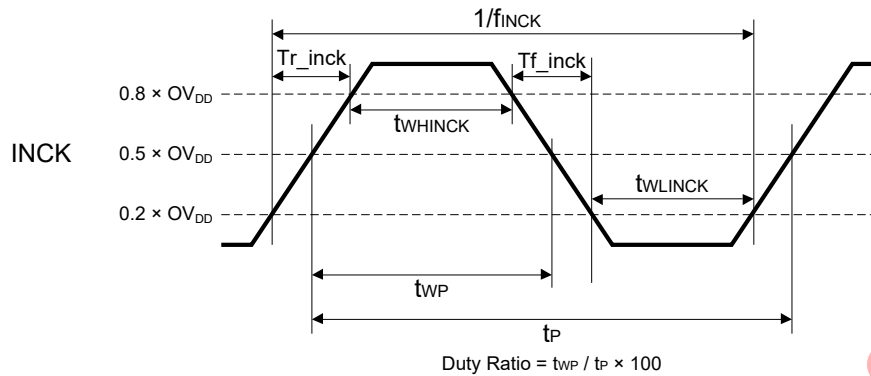 1/fINCK
Tr_inck
Tf_inck
0.8 × OVDD
tWHINCK
INCK
0.5 × OVDD
tWLINCK
0.2 × OVDD
tWP
tP
Duty Ratio = tWP / tP × 100